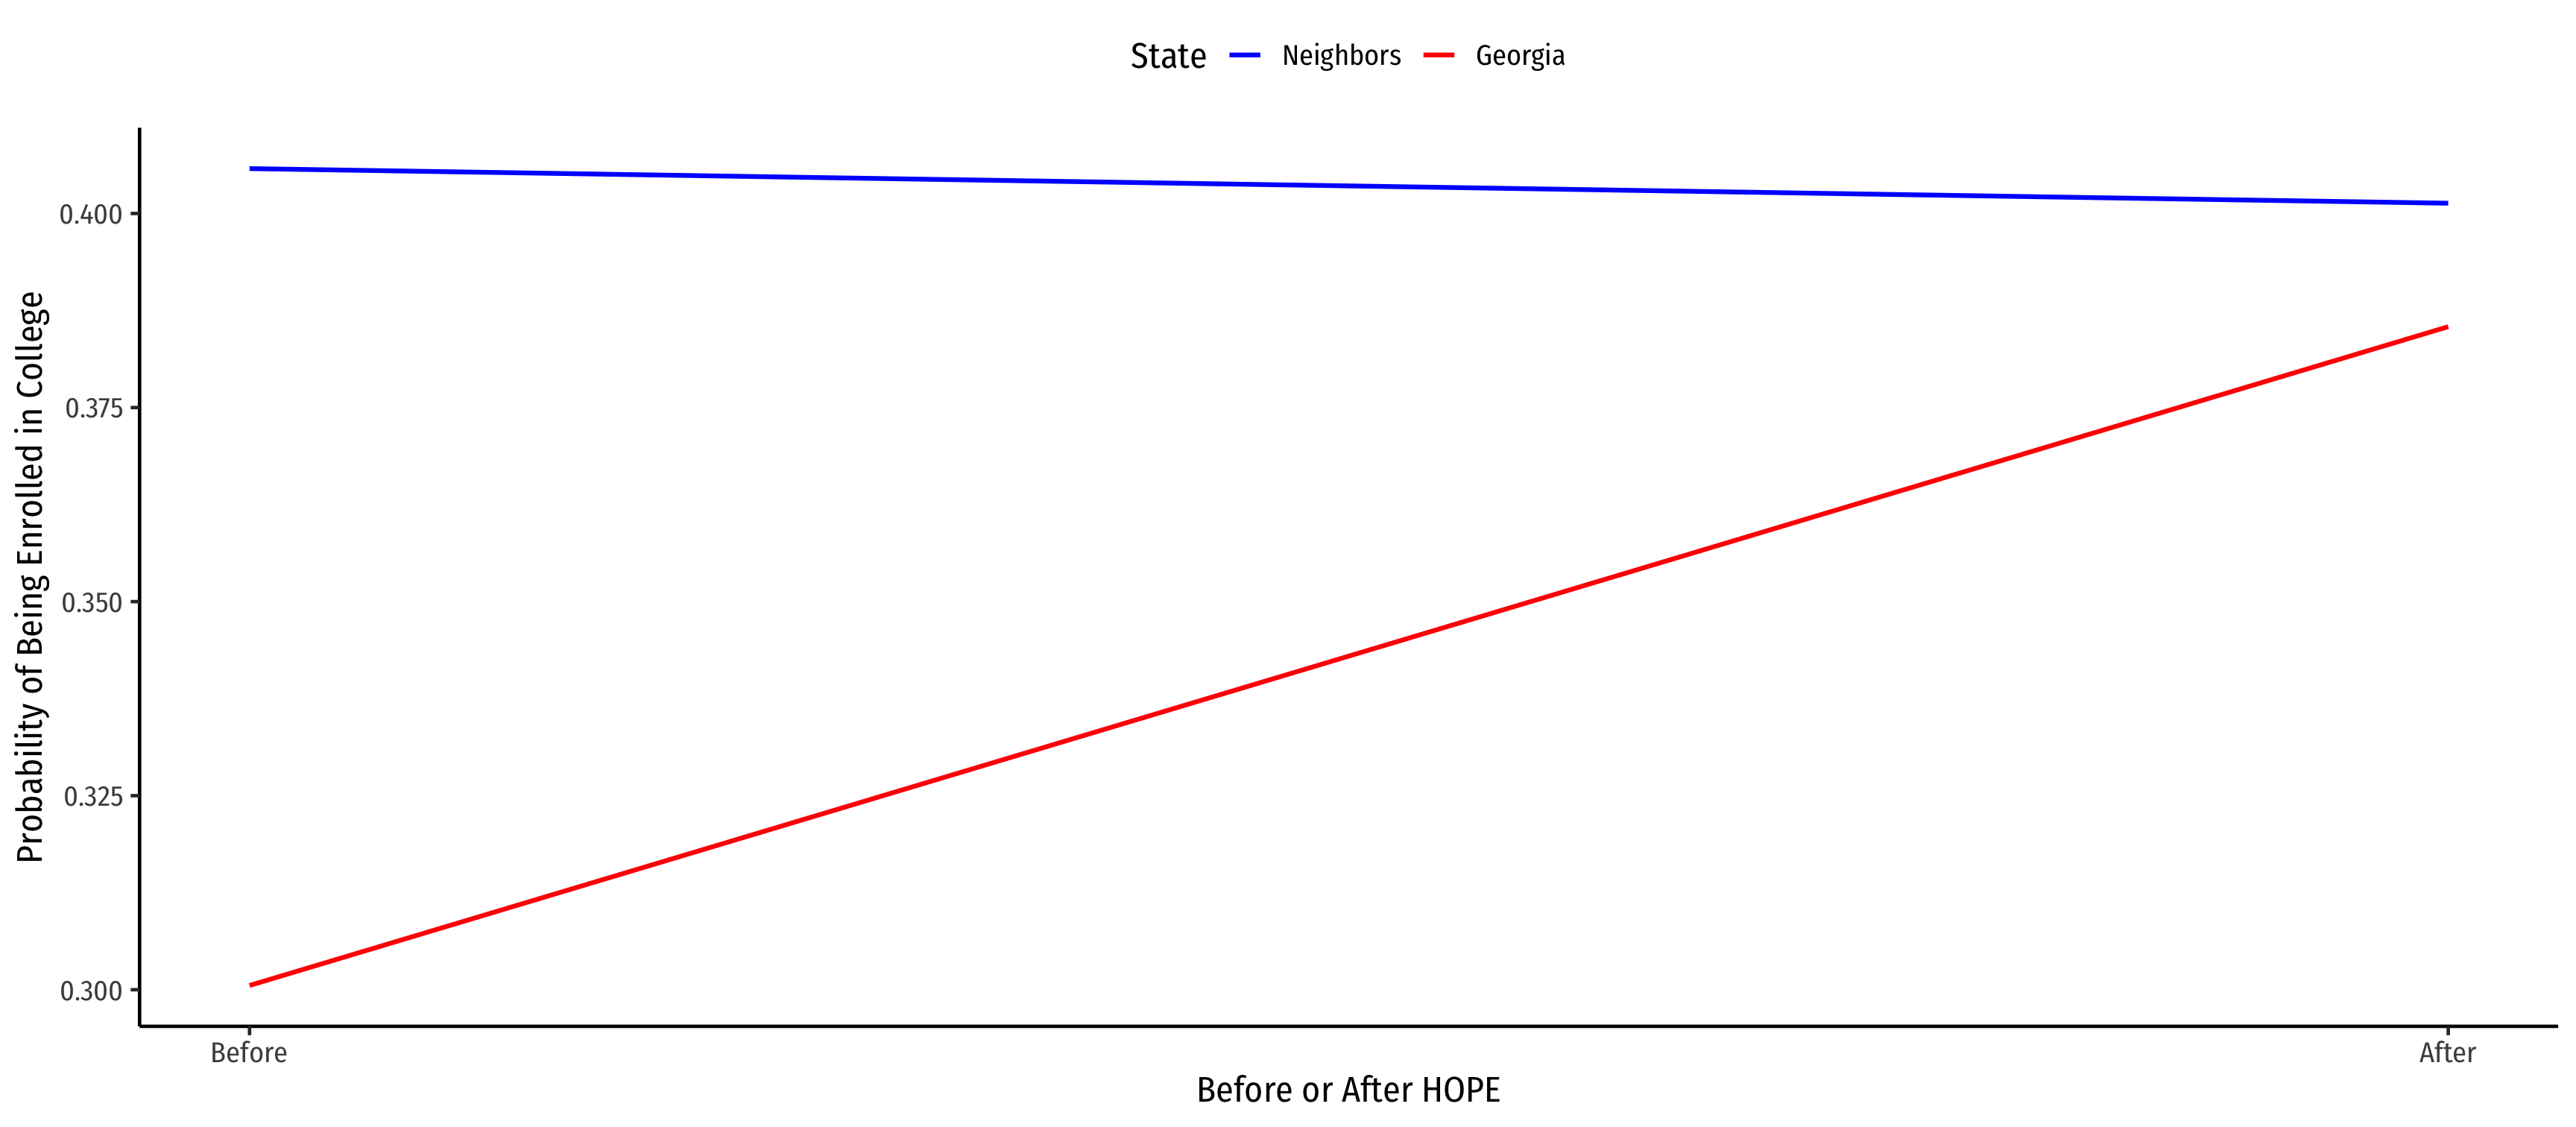 State Neighbors Georgia
Probability of Being Enrolled in College
0.400
0.375
0.350
0.325
0.300
Before After
Before or After HOPE